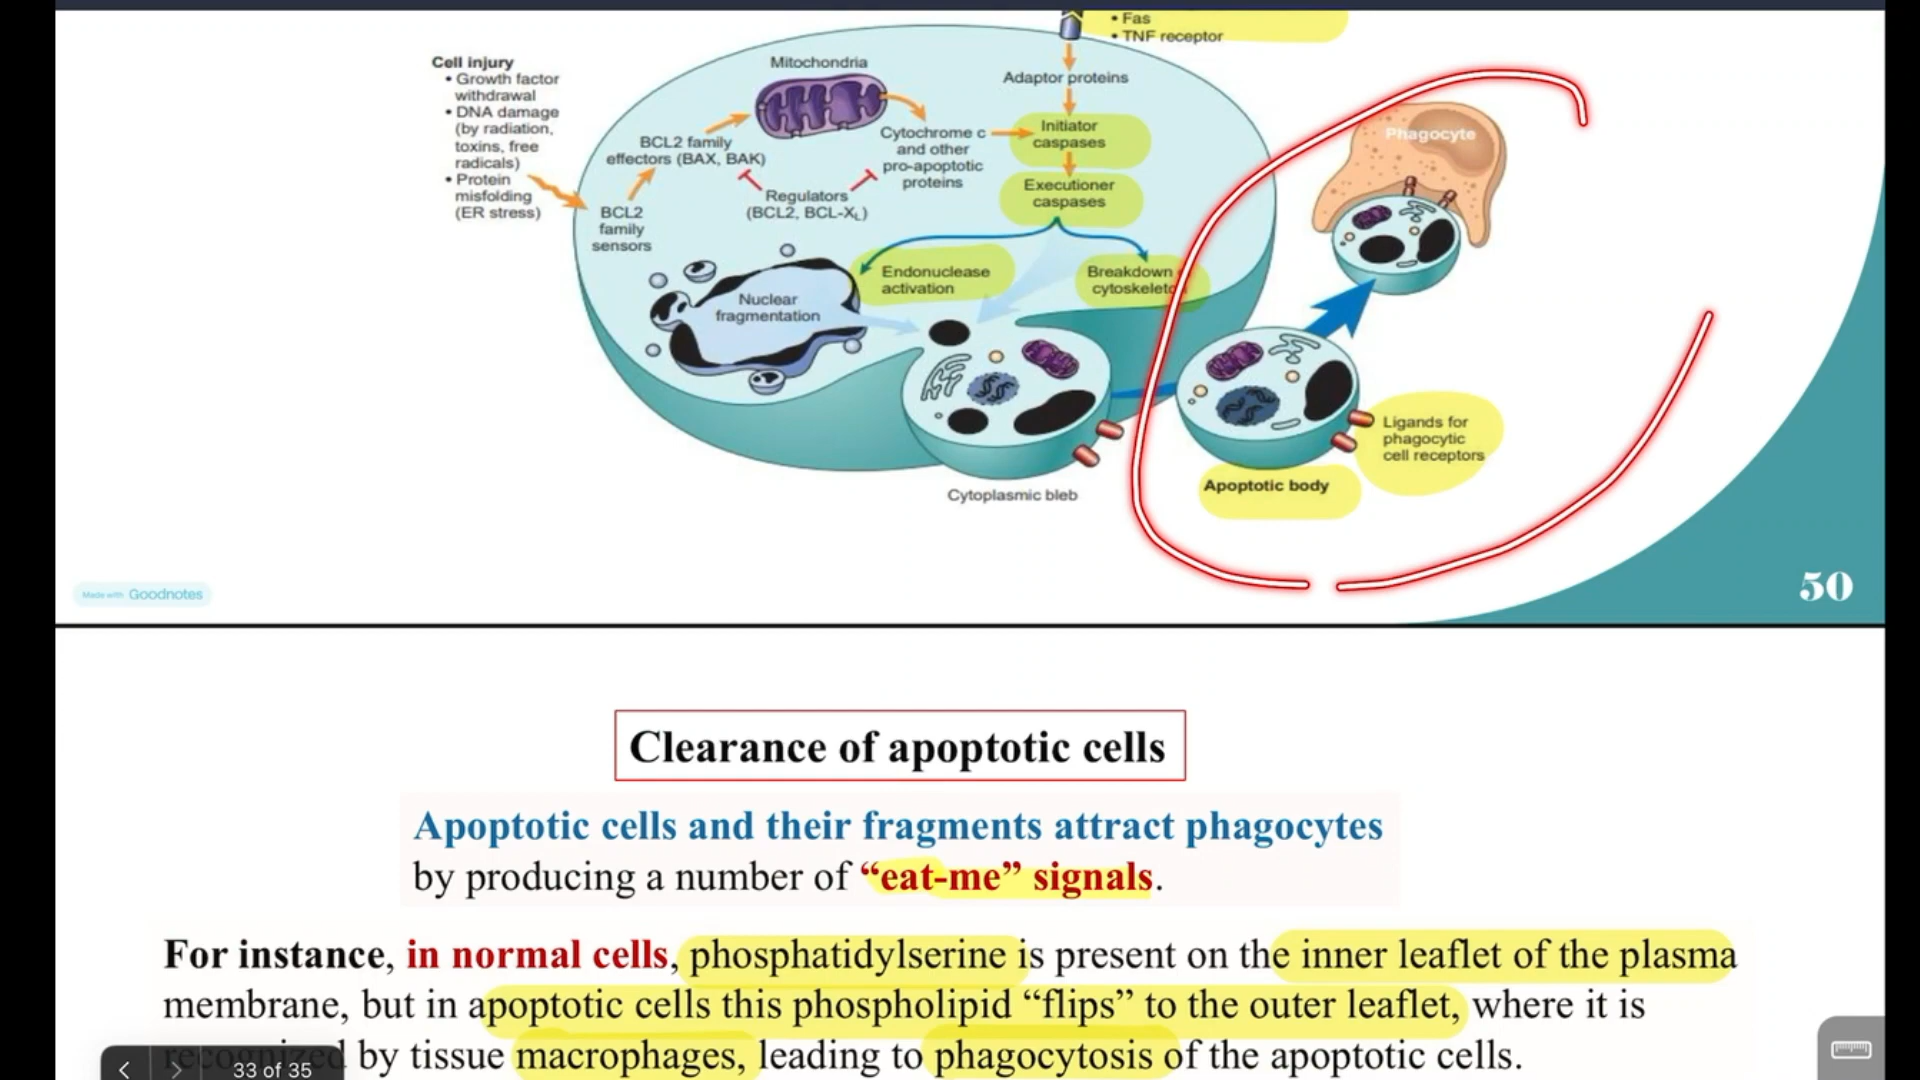 • Fas
• TNF receptor
Cell injury
• Growth factor
withdrawal
• DNA damage
(by radiation,
toxins, free
radicals)
• Protein
misfolding
(ER stress)
BCL2
family
sensors
BCL2 family
effectors (BAX, BAK)
Mitochondria
Regulators
(BCL2, BCL-XL)
Cytochrome c
and other
pro-apoptotic
proteins
Adaptor proteins
Initiator
caspases
Executioner
caspases
Endonuclease
activation
Breakdown
Nuclear
fragmentation
Cytoplasmic bleb
Phagocyte
Ligands for
phagocytic
cell receptors
Apoptotic body
Made with Goodnotes
50
Clearance of apoptotic cells
Apoptotic cells and their fragments attract phagocytes
by producing a number of “eat-me” signals.
For instance, in normal cells, phosphatidylserine is present on the inner leaflet of the plasma
membrane, but in apoptotic cells this phospholipid “flips” to the outer leaflet, where it is
recognized by tissue macrophages, leading to phagocytosis of the apoptotic cells.
33 of 35